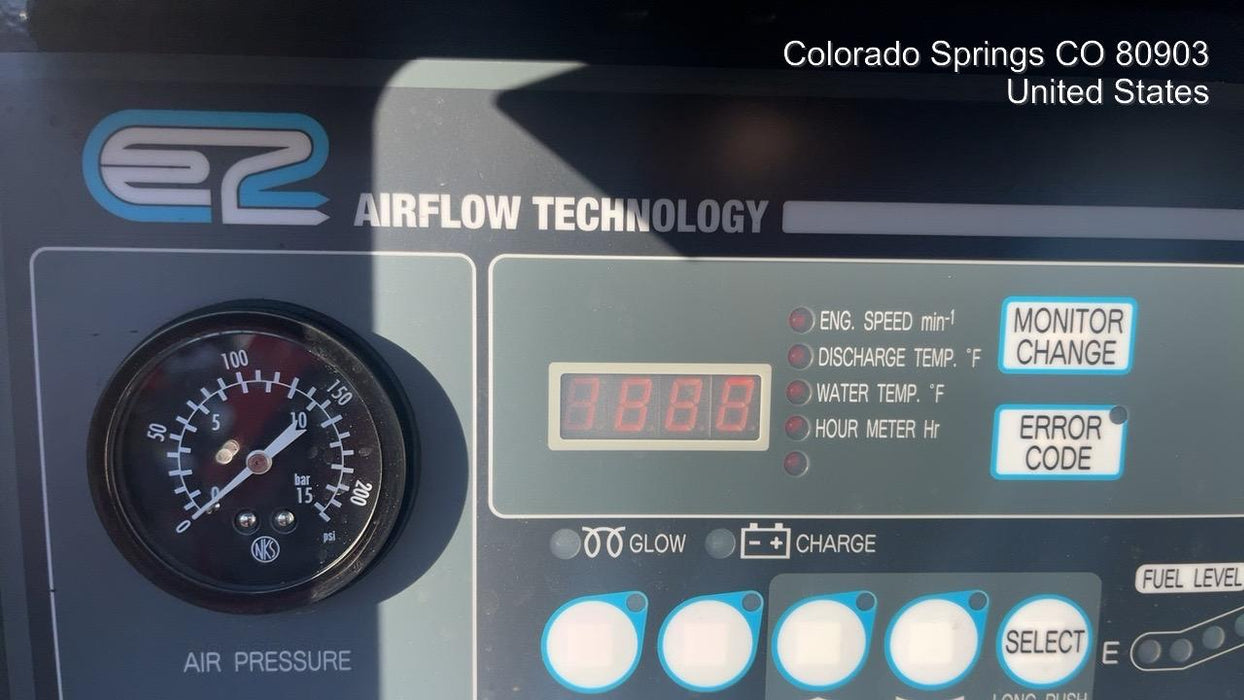 Colorado Springs CO 80903
United States
AIRFLOW TECHNOLOGY
ENG. SPEED min-1
DISCHARGE TEMP. °F
WATER TEMP. °F
HOUR METER Hr
MONITOR
CHANGE
ERROR
CODE
0
50
100
150
200
psi
0
5
10
15
bar
NKS
AIR PRESSURE
GLOW
- +
CHARGE
FUEL LEVEL
SELECT
E
LONG PUSH